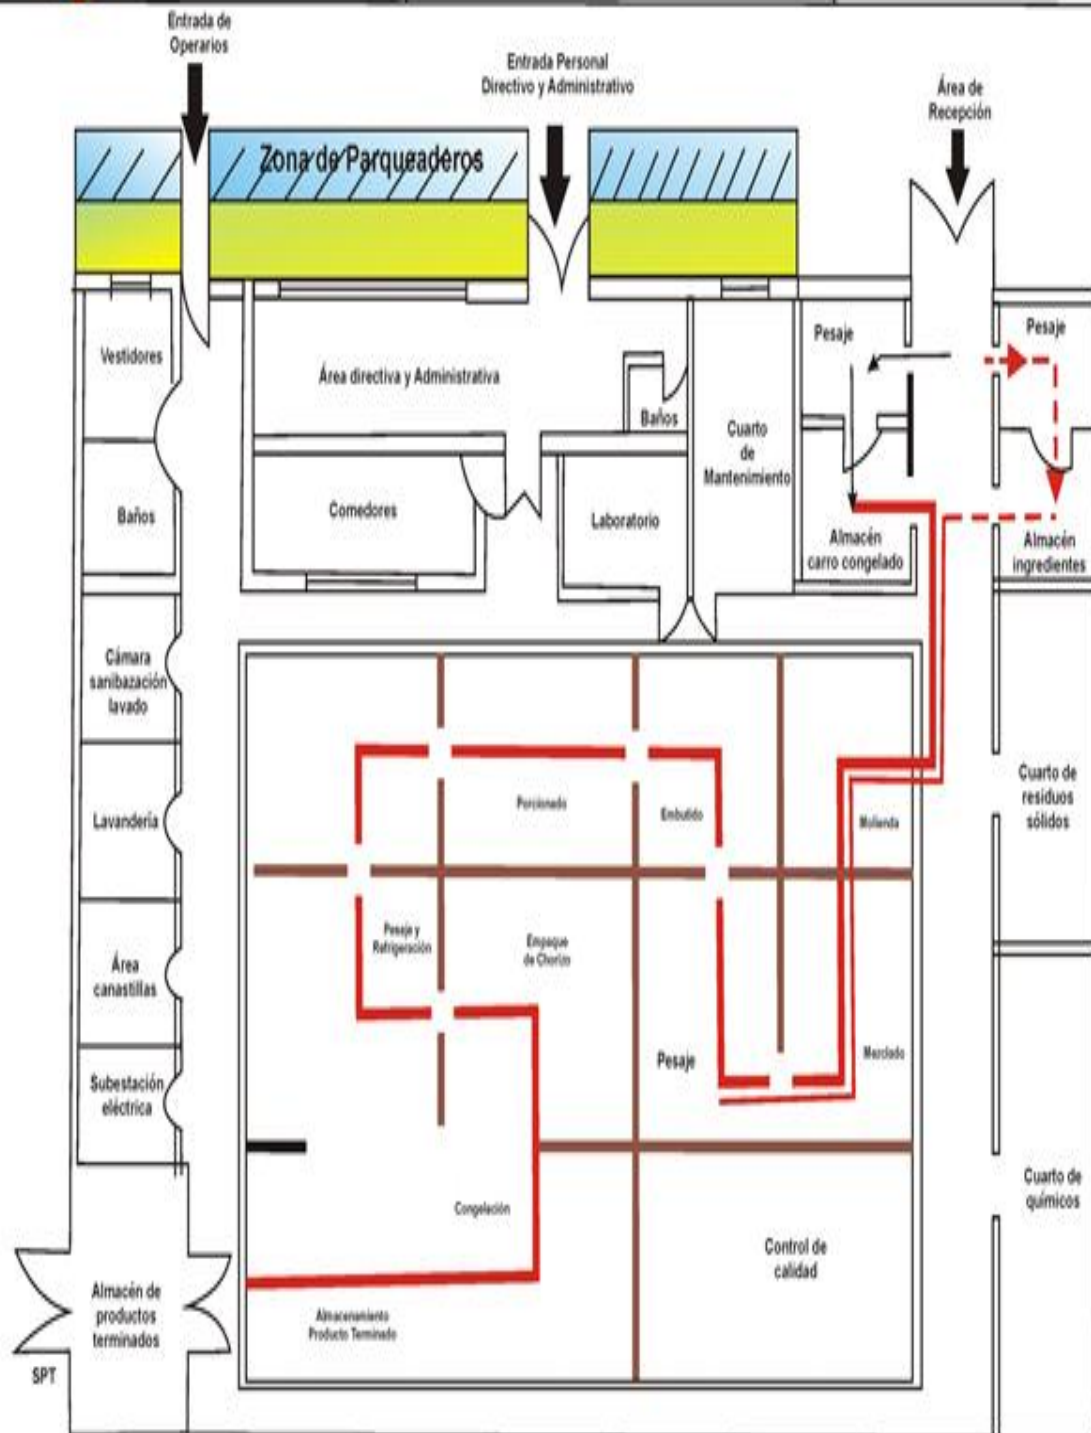 Entrada de
Operarios
Entrada Personal
Directivo y Administrativo
Área de
Recepción
Zona de Parqueaderos
Vestidores
Área directiva y Administrativa
Baños
Cuarto
de
Mantenimiento
Pesaje
Pesaje
Baños
Comedores
Laboratorio
Almacén
carro congelado
Almacén
ingredientes
Cámara
sanibazación
lavado
Lavandería
Área
canastillas
Subestación
eléctrica
Porcionado
Embutido
Molienda
Cuarto de
residuos
sólidos
Pesaje y
Refrigeración
Empaque
de Chorizo
Pesaje
Mezclado
Congelación
Control de
calidad
Cuarto de
químicos
Almacén de
productos
terminados
Almacenamiento
Producto Terminado
SPT